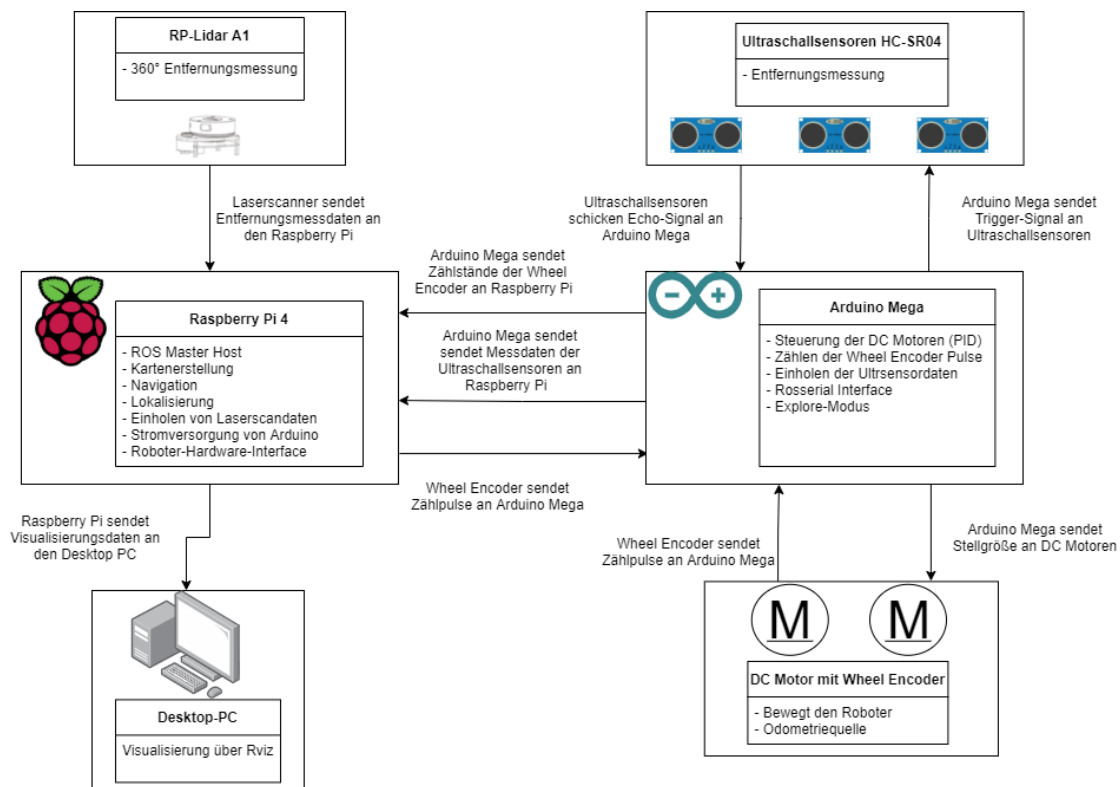 RP-Lidar A1
- 360° Entfernungsmessung
Ultraschallsensoren HC-SR04
- Entfernungsmessung
Laserscanner sendet
Entfernungsmessdaten an
den Raspberry Pi
Ultraschallsensoren
schicken Echo-Signal an
Arduino Mega
Arduino Mega sendet
Trigger-Signal an
Ultraschallsensoren
Arduino Mega sendet
Zählstände der Wheel
Encoder an Raspberry Pi
Raspberry Pi 4
- ROS Master Host
- Kartenerstellung
- Navigation
- Lokalisierung
- Einholen von Laserscandaten
- Stromversorgung von Arduino
- Roboter-Hardware-Interface
Arduino Mega sendet
sendet Messdaten der
Ultraschallsensoren an
Raspberry Pi
Arduino Mega
- Steuerung der DC Motoren (PID)
- Zählen der Wheel Encoder Pulse
- Einholen der Ultrsensordaten
- Rosserial Interface
- Explore-Modus
Wheel Encoder sendet
Zählpulse an Arduino Mega
Raspberry Pi sendet
Visualisierungsdaten an
den Desktop PC
Wheel Encoder sendet
Zählpulse an Arduino Mega
Arduino Mega sendet
Stellgröße an DC Motoren
Desktop-PC
Visualisierung über Rviz
M M
DC Motor mit Wheel Encoder
- Bewegt den Roboter
- Odometriequelle